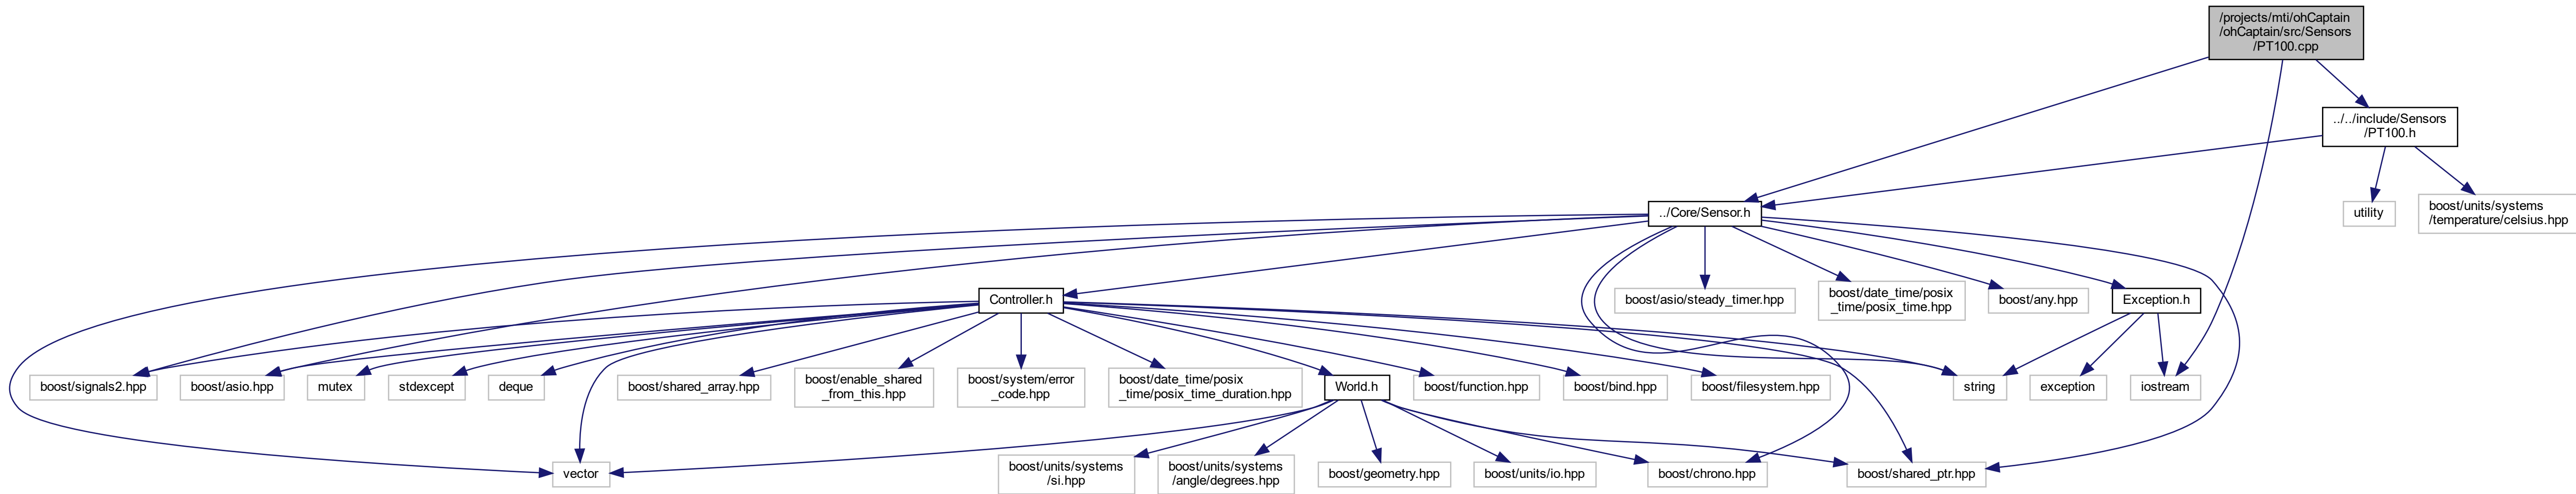 /projects/mti/ohCaptain
/ohCaptain/src/Sensors
/PT100.cpp
../../include/Sensors
/PT100.h
../Core/Sensor.h
utility
boost/units/systems
/temperature/celsius.hpp
Controller.h
boost/asio/steady_timer.hpp
boost/date_time/posix
_time/posix_time.hpp
boost/any.hpp
Exception.h
boost/signals2.hpp
boost/asio.hpp
mutex
stdexcept
deque
boost/shared_array.hpp
boost/enable_shared
_from_this.hpp
boost/system/error
_code.hpp
boost/date_time/posix
_time/posix_time_duration.hpp
World.h
boost/function.hpp
boost/bind.hpp
boost/filesystem.hpp
string
exception
iostream
vector
boost/units/systems
/si.hpp
boost/units/systems
/angle/degrees.hpp
boost/geometry.hpp
boost/units/io.hpp
boost/chrono.hpp
boost/shared_ptr.hpp